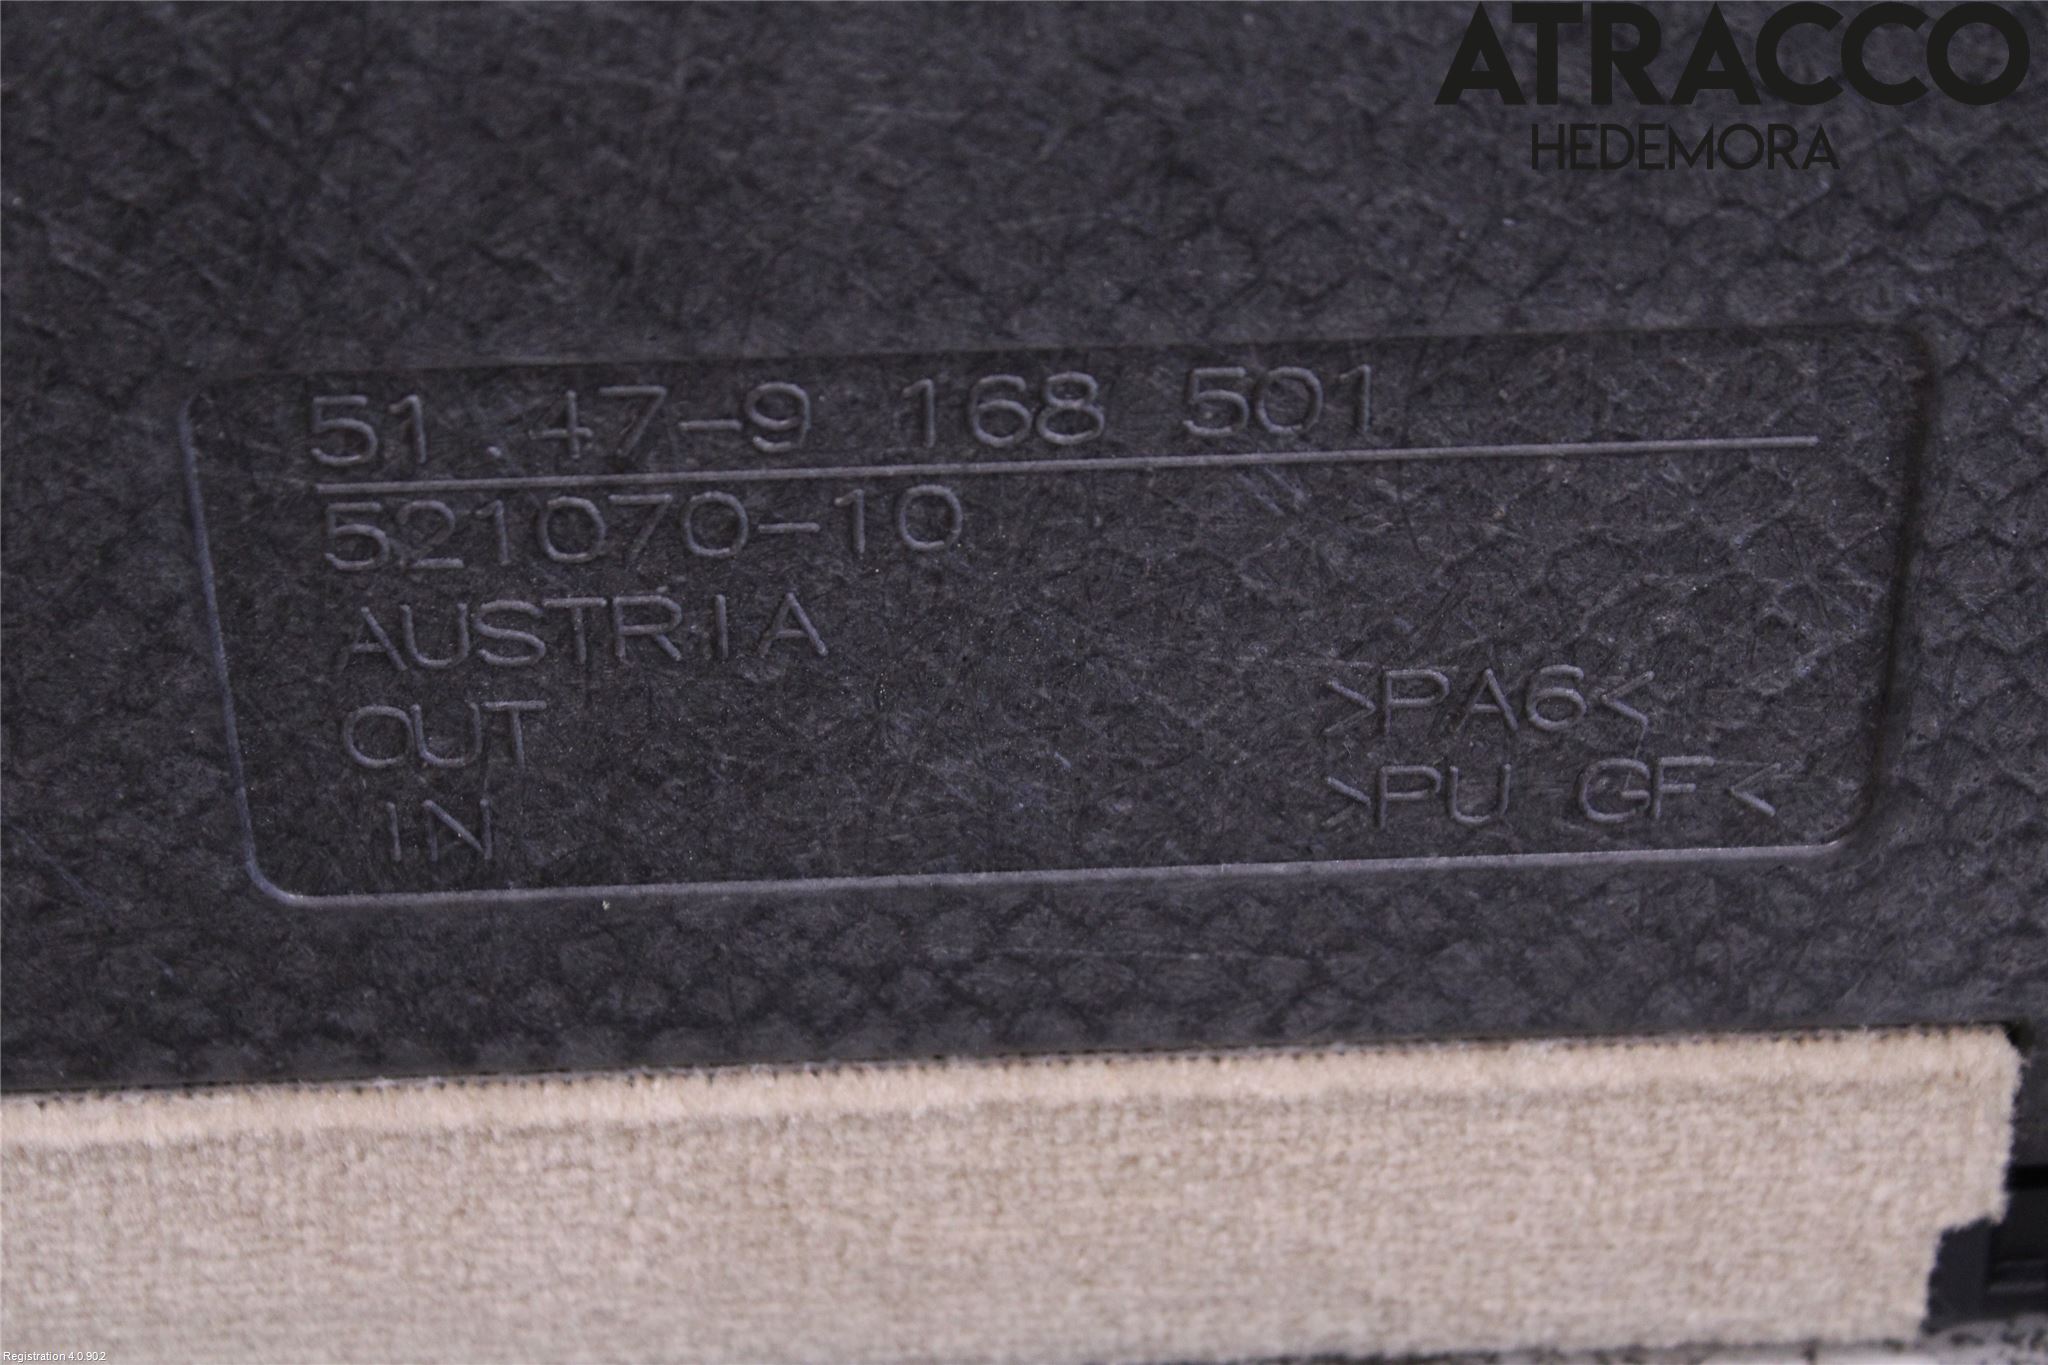 ATRACCO
HEDEMORA
51.47-9 168 501
521070-10
AUSTRIA
OUT
IN
>PA6<
>PU GF<
Registration 4.0.902